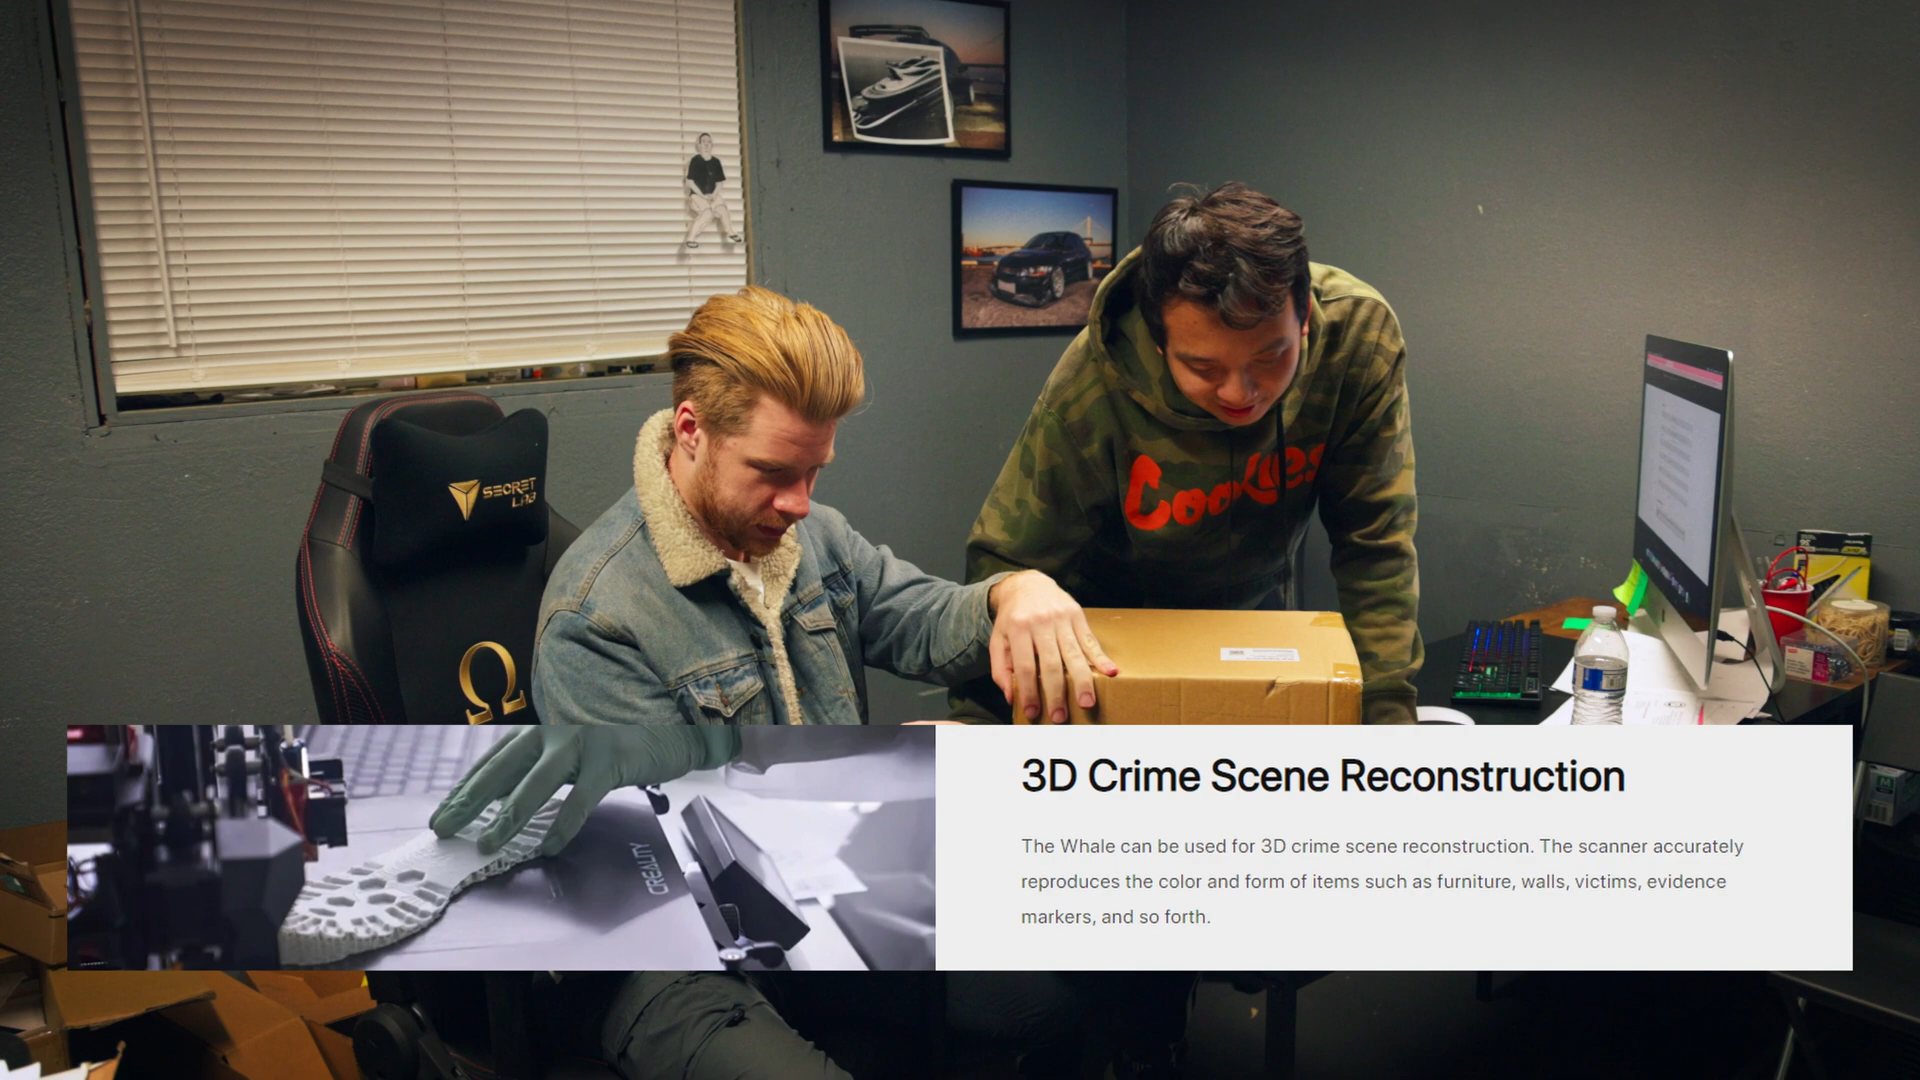 SECRET
LAB
Cookies
CREALITY
3D Crime Scene Reconstruction
The Whale can be used for 3D crime scene reconstruction. The scanner accurately
reproduces the color and form of items such as furniture, walls, victims, evidence
markers, and so forth.